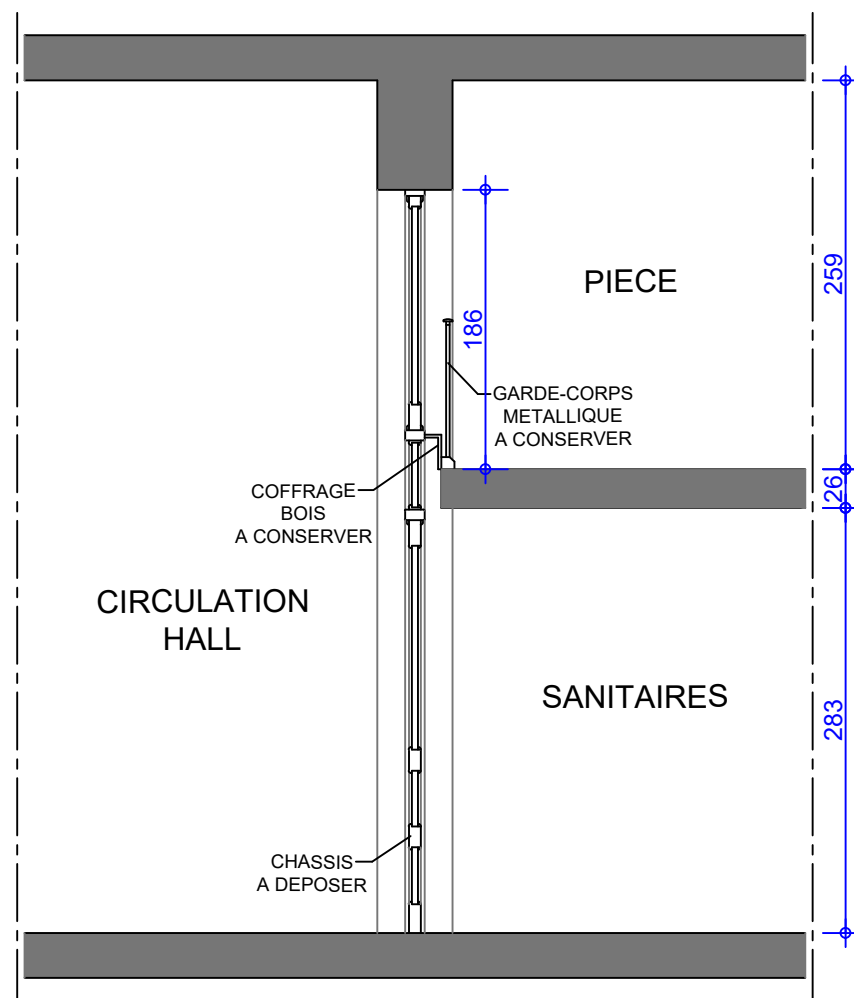 259
PIECE
186
GARDE-CORPS
METALLIQUE
A CONSERVER
26
COFFRAGE
BOIS
A CONSERVER
CIRCULATION
HALL
SANITAIRES
283
CHASSIS
A DEPOSER